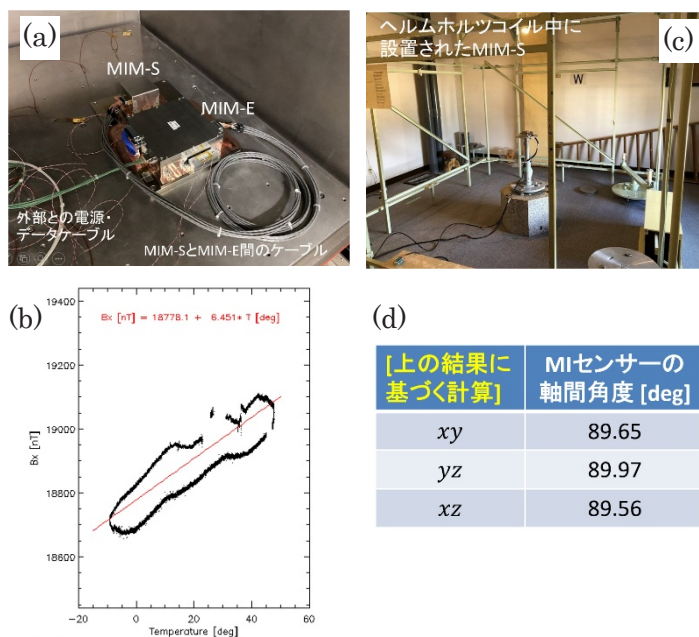 (a)
MIM-S
MIM-E
外部との電源・
データケーブル
MIM-SとMIM-E間のケーブル
ヘルムホルツコイル中に
設置されたMIM-S
(c)
W
(b)
Bx [nT] = 18778.1 + 6.451* T [deg]
19400
19200
19000
18800
18600
Bx [nT]
-20
0
20
40
60
Temperature [deg]
(d)
[上の結果に
基づく計算]
MIセンサーの
軸間角度 [deg]
xy
89.65
yz
89.97
xz
89.56